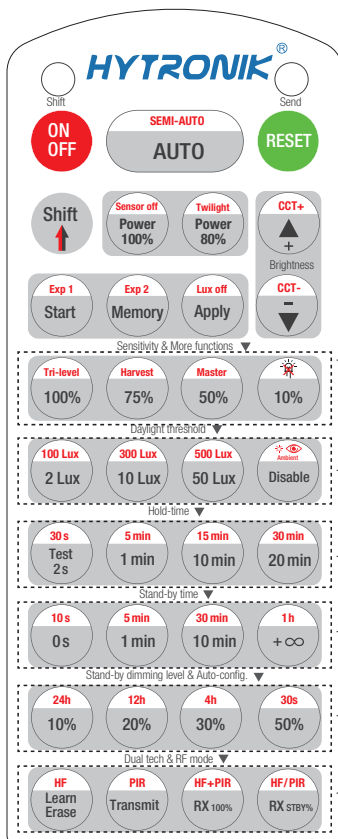 HYTRONIK®
Shift
Send
ON
OFF
SEMI-AUTO
AUTO
RESET
Shift
Sensor off
Power
100%
Twilight
Power
80%
CCT+
+
Brightness
CCT-
-
Exp 1
Start
Exp 2
Memory
Lux off
Apply
Sensitivity & More functions ▼
Tri-level
100%
Harvest
75%
Master
50%
10%
Daylight threshold ▼
100 Lux
2 Lux
300 Lux
10 Lux
500 Lux
50 Lux
Ambient
Disable
Hold-time ▼
30 s
Test
2 s
5 min
1 min
15 min
10 min
30 min
20 min
Stand-by time ▼
10 s
0 s
5 min
1 min
30 min
10 min
1 h
+∞
Stand-by dimming level & Auto-config. ▼
24h
10%
12h
20%
4h
30%
30s
50%
Dual tech & RF mode ▼
HF
Learn
Erase
PIR
Transmit
HF+PIR
RX 100%
HF/PIR
RX STBY%